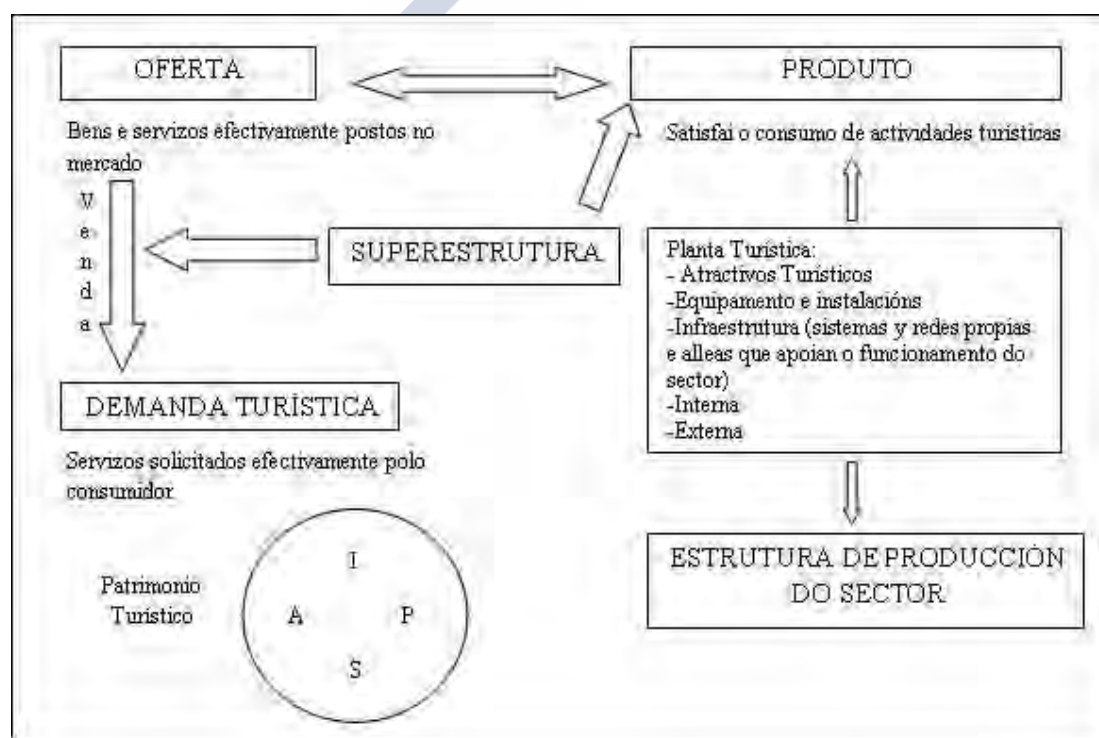 OFERTA
PRODUTO
Bens e servizos efectivamente postos no
mercado
Satisfai o consumo de actividades turísticas
Venda
SUPERESTRUTURA
Planta Turística:
- Atractivos Turísticos
-Equipamento e instalacións
-Infraestrutura (sistemas y redes propias
e alleas que apoian o funcionamento do
sector)
-Interna
-Externa
DEMANDA TURÍSTICA
Servizos solicitados efectivamente polo
consumidor
ESTRUTURA DE PRODUCCIÓN
DO SECTOR
Patrimonio
Turístico
I
A P
S